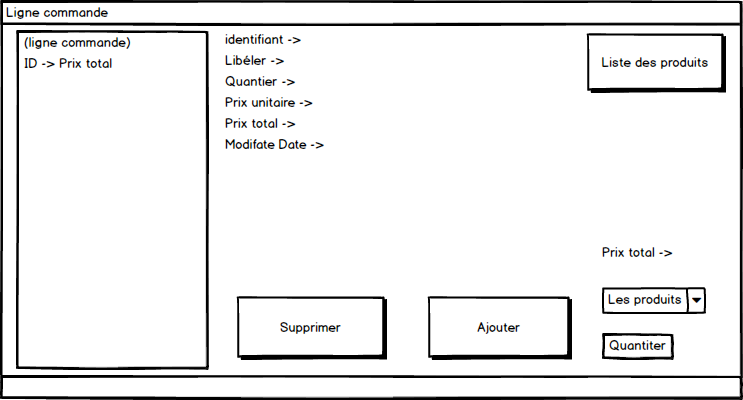 Ligne commande
(ligne commande)
ID -> Prix total
identifiant ->
Libéler ->
Quantier ->
Prix unitaire ->
Prix total ->
Modifate Date ->
Liste des produits
Prix total ->
Les produits
Supprimer
Ajouter
Quantiter